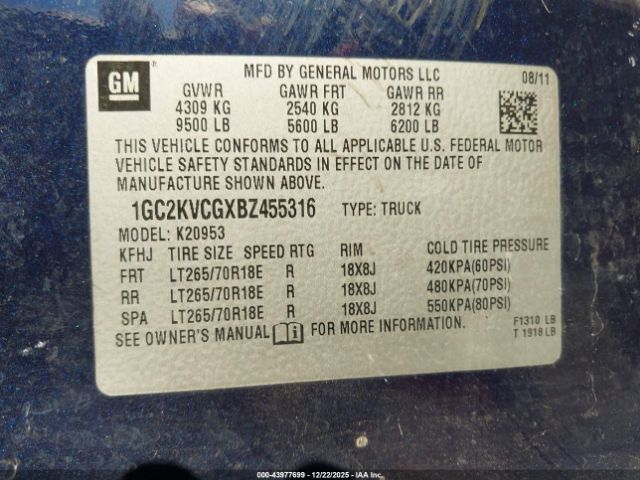 GM
®
MFD BY GENERAL MOTORS LLC 08/11
GVWR GAWR FRT GAWR RR
4309 KG 2540 KG 2812 KG
9500 LB 5600 LB 6200 LB
THIS VEHICLE CONFORMS TO ALL APPLICABLE U.S. FEDERAL MOTOR
VEHICLE SAFETY STANDARDS IN EFFECT ON THE DATE OF
MANUFACTURE SHOWN ABOVE.
1GC2KVCGXBZ455316 TYPE: TRUCK
MODEL: K20953
KFHJ TIRE SIZE SPEED RTG RIM COLD TIRE PRESSURE
FRT LT265/70R18E R 18X8J 420KPA(60PSI)
RR LT265/70R18E R 18X8J 480KPA(70PSI)
SPA LT265/70R18E R 18X8J 550KPA(80PSI)
SEE OWNER'S MANUAL FOR MORE INFORMATION.
F1310 LB
T 1918 LB
000-43977699 - 12/22/2025 - IAA Inc.